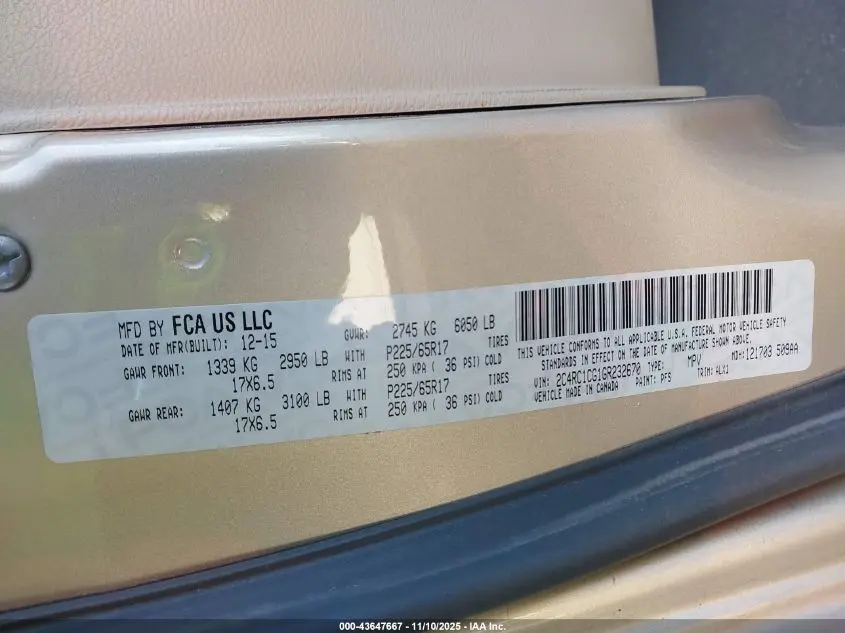 MFD BY FCA US LLC
DATE OF MFR(BUILT): 12-15 GVWR: 2745 KG 6050 LB
GAWR FRONT: 1339 KG 2950 LB WITH P225/65R17 TIRES
17X6.5 RIMS AT 250 KPA ( 36 PSI) COLD
GAWR REAR: 1407 KG 3100 LB WITH P225/65R17 TIRES
17X6.5 RIMS AT 250 KPA ( 36 PSI) COLD
THIS VEHICLE CONFORMS TO ALL APPLICABLE U.S.A. FEDERAL MOTOR VEHICLE SAFETY
STANDARDS IN EFFECT ON THE DATE OF MANUFACTURE SHOWN ABOVE.
MDH:121709 509AA
VIN: 2C4RC1CG1GR232670 TYPE: MPV
VEHICLE MADE IN CANADA PAINT: PFS TRIM: ALX1
000-43647667 - 11/10/2025 - IAA Inc.